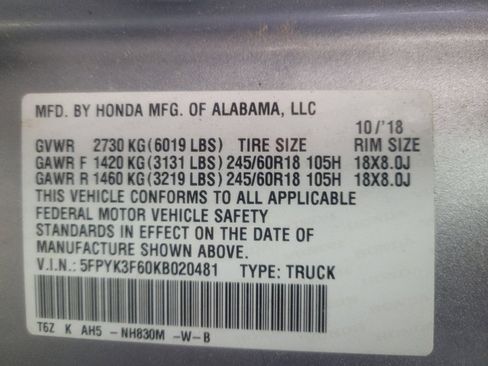 MFD. BY HONDA MFG. OF ALABAMA, LLC
10/'18
GVWR 2730 KG (6019 LBS) TIRE SIZE RIM SIZE
GAWR F 1420 KG (3131 LBS) 245/60R18 105H 18X8.0J
GAWR R 1460 KG (3219 LBS) 245/60R18 105H 18X8.0J
THIS VEHICLE CONFORMS TO ALL APPLICABLE
FEDERAL MOTOR VEHICLE SAFETY
STANDARDS IN EFFECT ON THE DATE OF
MANUFACTURE SHOWN ABOVE.
V.I.N.: 5FPYK3F60KB020481 TYPE: TRUCK
T6Z K AH5 - NH830M -W-B